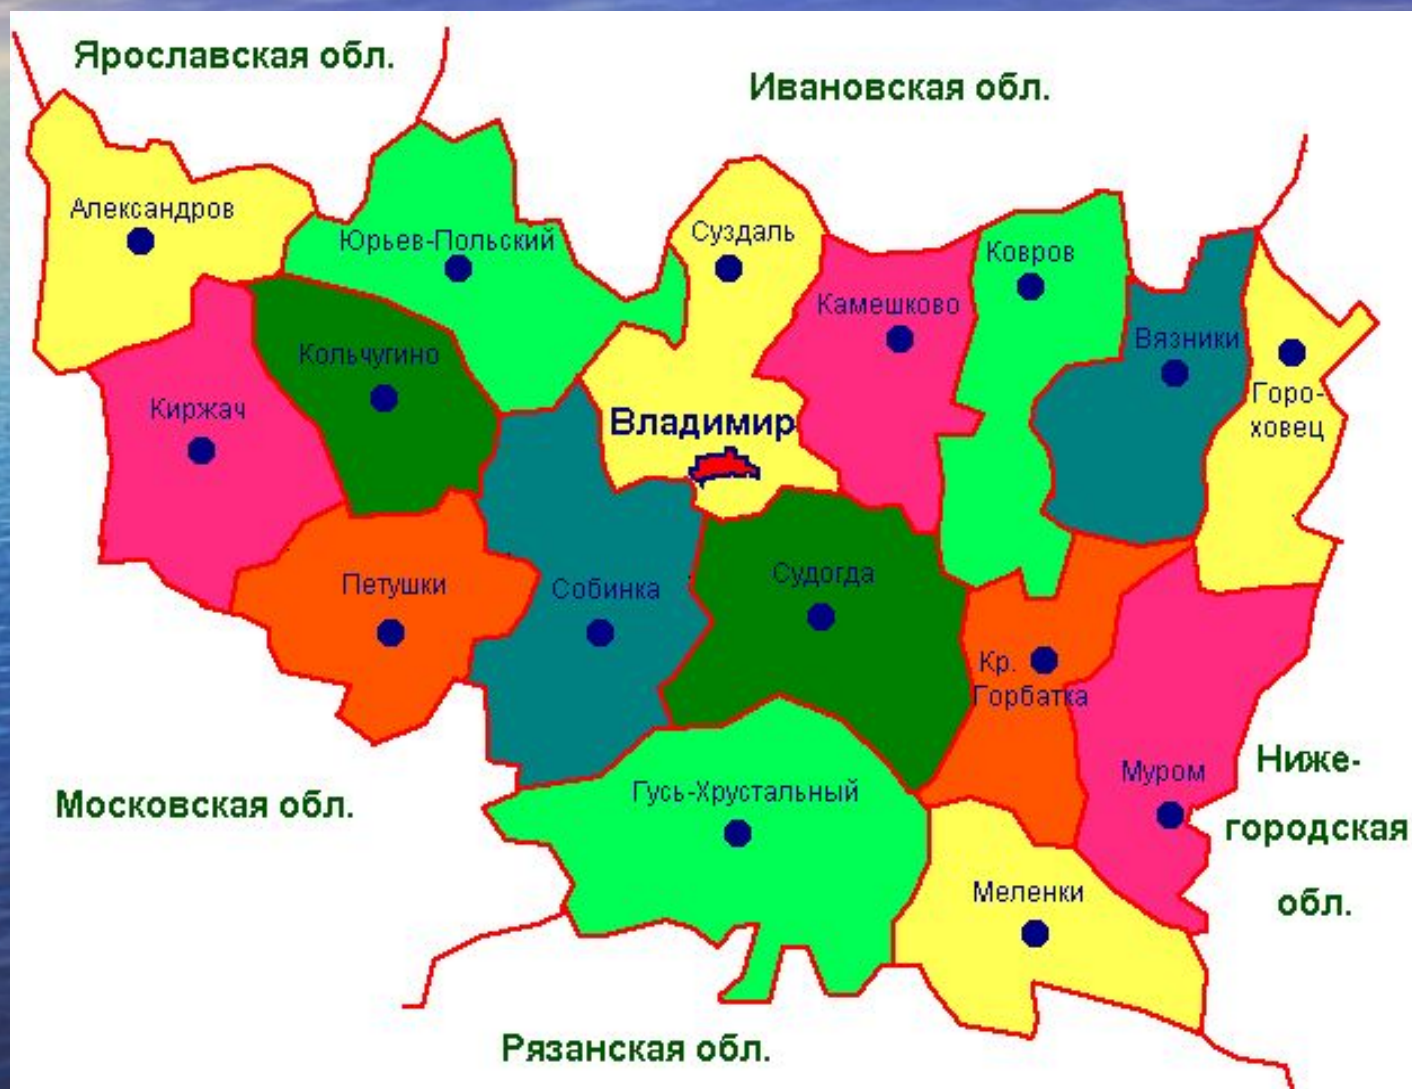 Ярославская обл.
Ивановская обл.
Александров
Юрьев-Польский
Суздаль
Ковров
Камешково
Вязники
Кольчугино
Горо-
ховец
Киржач
Владимир
Петушки
Собинка
Судогда
Кр.
Горбатка
Муром
Ниже-
городская
обл.
Московская обл.
Гусь-Хрустальный
Меленки
Рязанская обл.